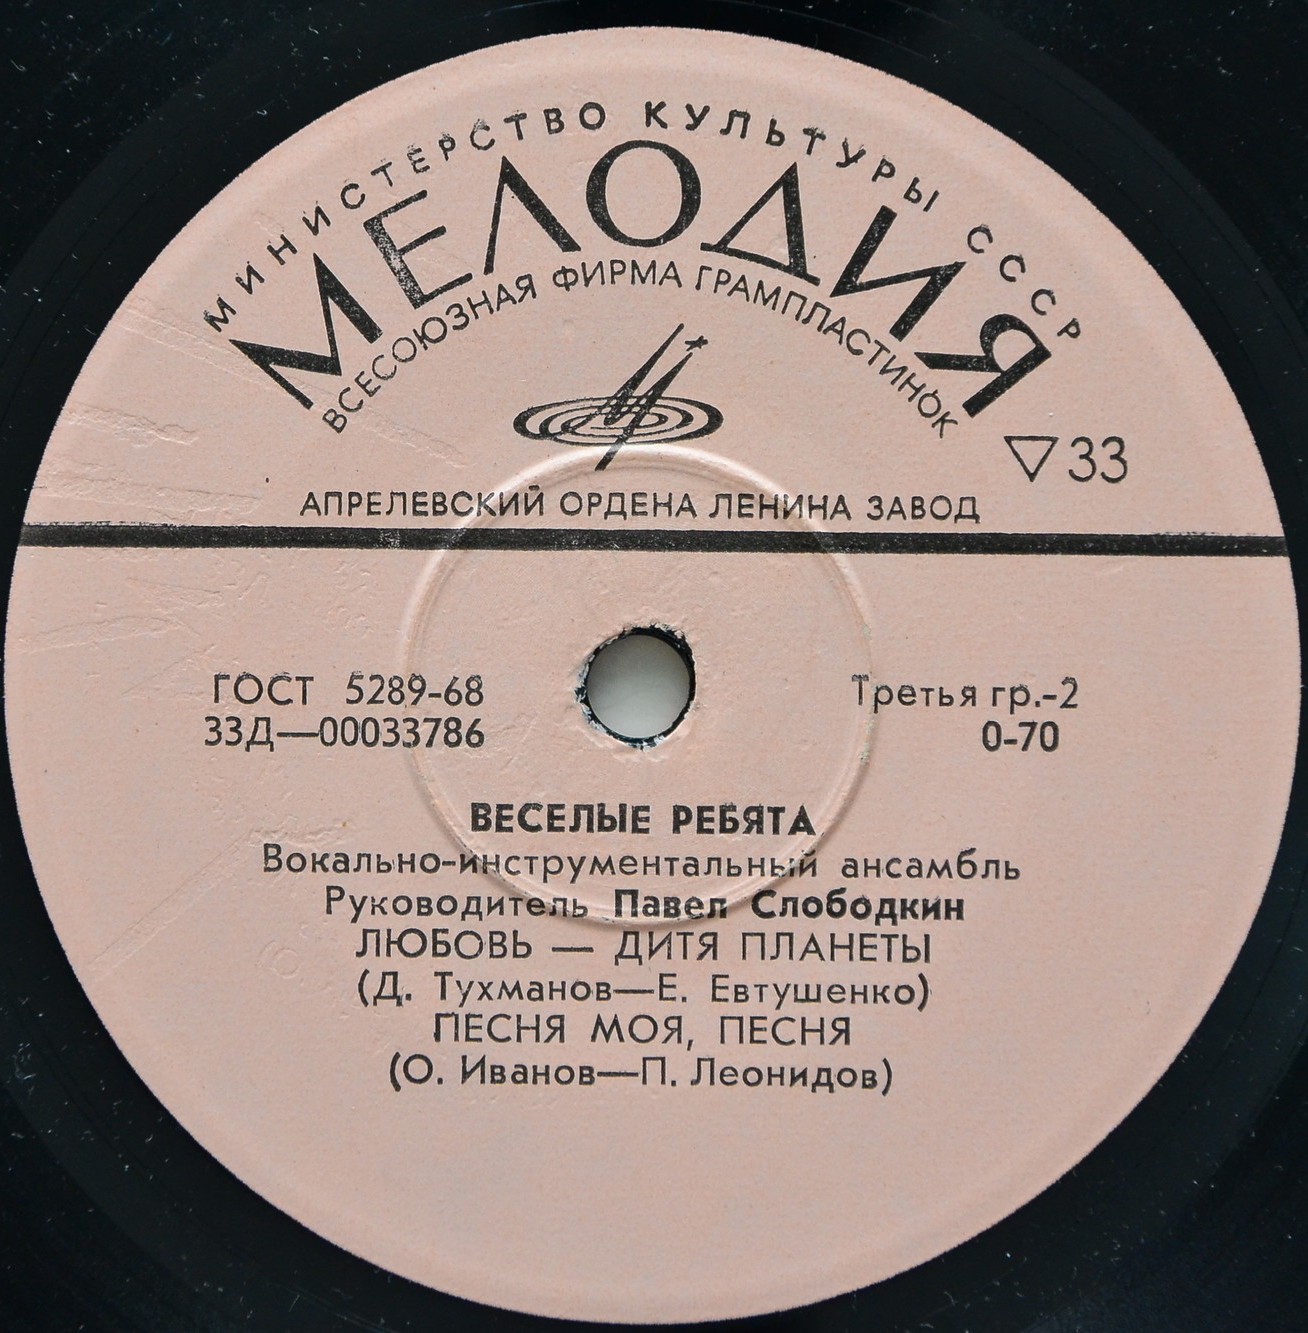 МИНИСТЕРСТВО КУЛЬТУРЫ СССР
МЕЛОДИЯ
ВСЕСОЮЗНАЯ ФИРМА ГРАМПЛАСТИНОК
▽33
АПРЕЛЕВСКИЙ ОРДЕНА ЛЕНИНА ЗАВОД
ГОСТ 5289-68
33Д—00033786
Третья гр.-2
0-70
ВЕСЕЛЫЕ РЕБЯТА
Вокально-инструментальный ансамбль
Руководитель Павел Слободкин
ЛЮБОВЬ — ДИТЯ ПЛАНЕТЫ
(Д. Тухманов—Е. Евтушенко)
ПЕСНЯ МОЯ, ПЕСНЯ
(О. Иванов—П. Леонидов)